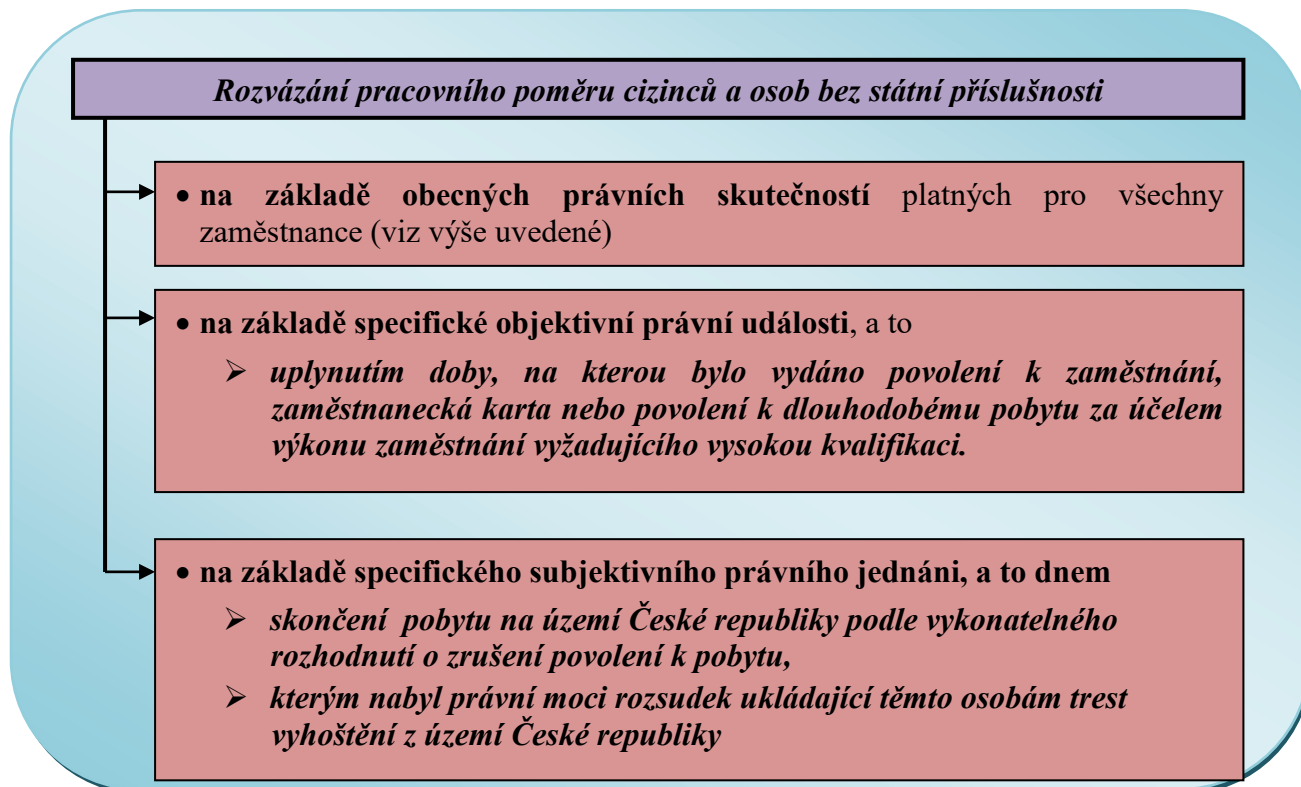 Rozvázání pracovního poměru cizinců a osob bez státní příslušnosti
• na základě obecných právních skutečností platných pro všechny
zaměstnance (viz výše uvedené)
• na základě specifické objektivní právní události, a to
➢ uplynutím doby, na kterou bylo vydáno povolení k zaměstnání,
zaměstnanecká karta nebo povolení k dlouhodobému pobytu za účelem
výkonu zaměstnání vyžadujícího vysokou kvalifikaci.
• na základě specifického subjektivního právního jednáni, a to dnem
➢ skončení pobytu na území České republiky podle vykonatelného
rozhodnutí o zrušení povolení k pobytu,
➢ kterým nabyl právní moci rozsudek ukládající těmto osobám trest
vyhoštění z území České republiky